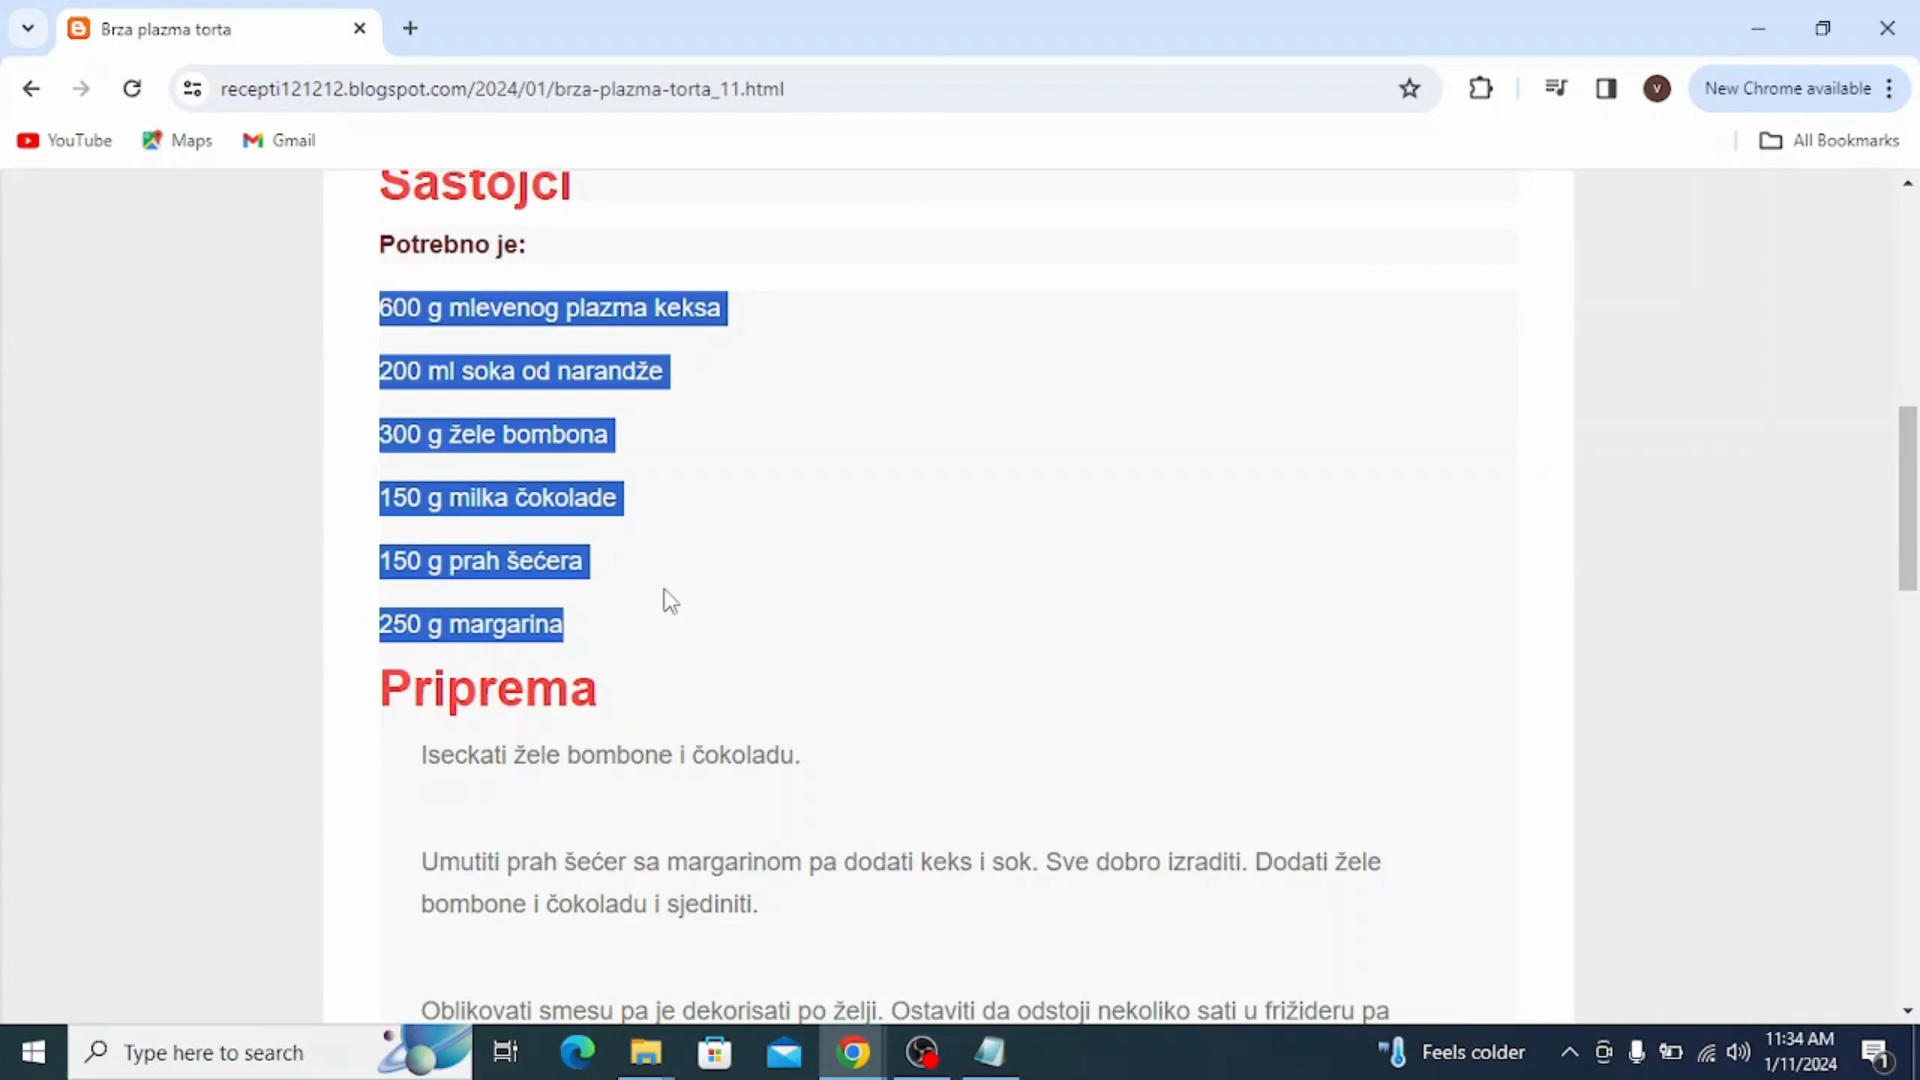 Brza plazma torta
recepti121212.blogspot.com/2024/01/brza-plazma-torta_11.html
V
New Chrome available
YouTube
Maps
Gmail
All Bookmarks
Sastojci
Potrebno je:
600 g mlevenog plazma keksa
200 ml soka od narandže
300 g žele bombona
150 g milka čokolade
150 g prah šećera
250 g margarina
Priprema
Iseckati žele bombone i čokoladu.
Umutiti prah šećer sa margarinom pa dodati keks i sok. Sve dobro izraditi. Dodati žele
bombone i čokoladu i sjediniti.
Oblikovati smesu pa je dekorisati po želji. Ostaviti da odstoji nekoliko sati u frižideru pa
Type here to search
Feels colder
11:34 AM
1/11/2024
1